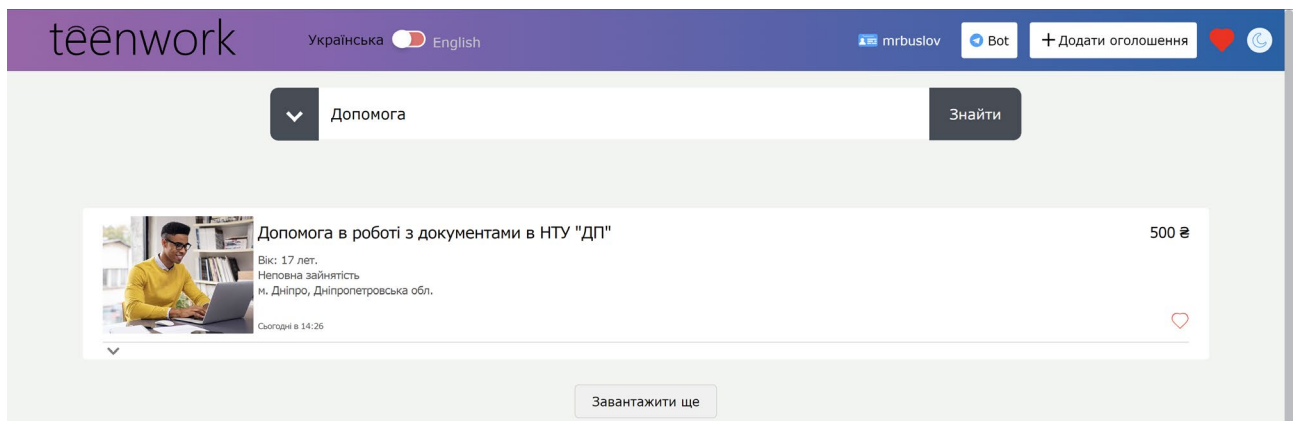 têênwork
Українська English
mrbuslov
Bot
+ Додати оголошення
Допомога
Знайти
Допомога в роботі з документами в НТУ "ДП"
500 ₴
Вік: 17 лет.
Неповна зайнятість
м. Дніпро, Дніпропетровська обл.
Сьогодні в 14:26
Завантажити ще